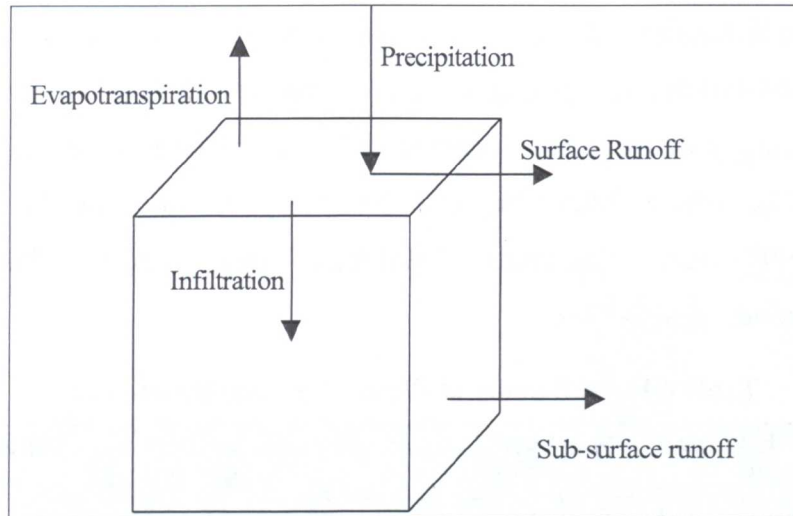 Precipitation
Evapotranspiration
Surface Runoff
Infiltration
Sub-surface runoff